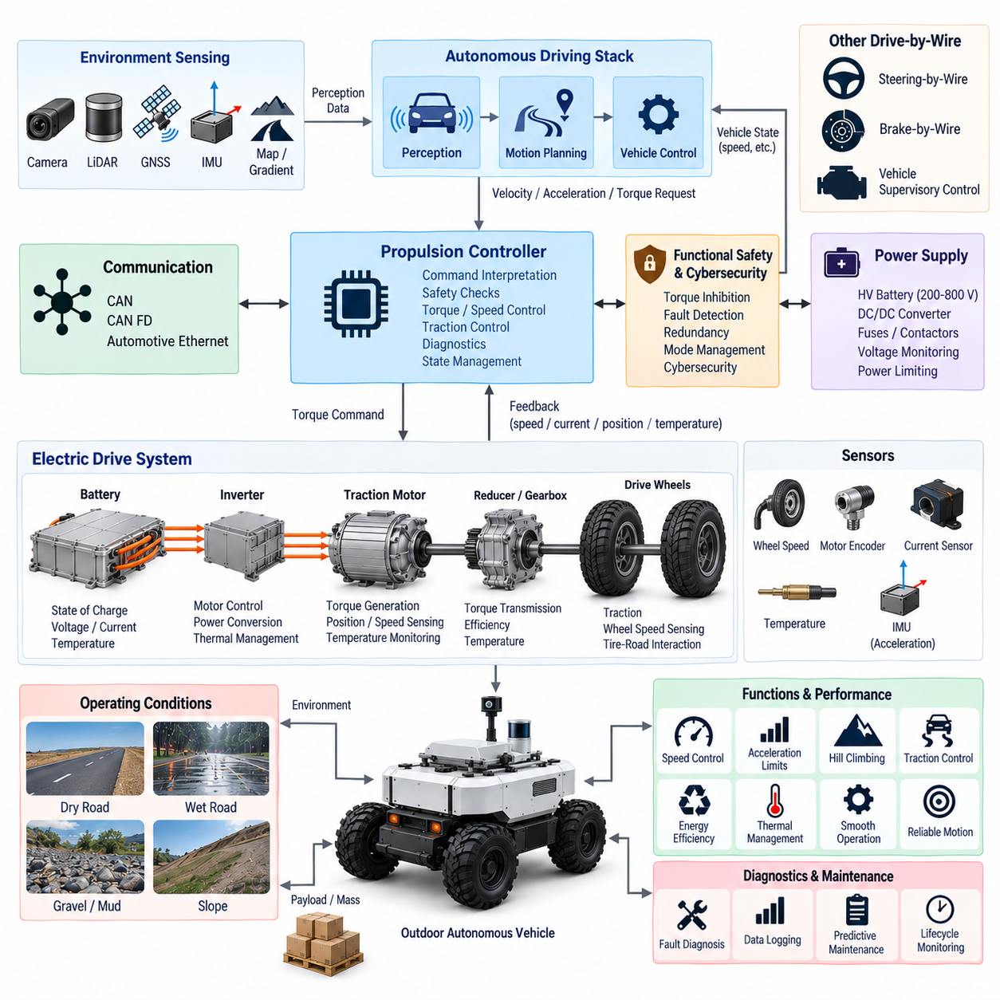 Environment Sensing
Camera
LiDAR
GNSS
IMU
Map /
Gradient
Perception
Data
Autonomous Driving Stack
Perception
Motion Planning
Vehicle Control
Other Drive-by-Wire
Steering-by-Wire
Brake-by-Wire
Vehicle
Supervisory Control
Vehicle State
(speed, etc.)
Velocity / Acceleration / Torque Request
Communication
CAN
CAN FD
Automotive Ethernet
Propulsion Controller
Command Interpretation
Safety Checks
Torque / Speed Control
Traction Control
Diagnostics
State Management
Functional Safety
& Cybersecurity
Torque Inhibition
Fault Detection
Redundancy
Mode Management
Cybersecurity
Power Supply
HV Battery (200-800 V)
DC/DC Converter
Fuses / Contactors
Voltage Monitoring
Power Limiting
Torque Command
Feedback
(speed / current / position / temperature)
Electric Drive System
Battery
State of Charge
Voltage / Current
Temperature
Inverter
Motor Control
Power Conversion
Thermal Management
Traction Motor
Torque Generation
Position / Speed Sensing
Temperature Monitoring
Reducer / Gearbox
Torque Transmission
Efficiency
Temperature
Drive Wheels
Traction
Wheel Speed Sensing
Tire-Road Interaction
Sensors
Wheel Speed
Motor Encoder
Current Sensor
Temperature
IMU
(Acceleration)
Operating Conditions
Dry Road
Wet Road
Gravel / Mud
Slope
Environment
Payload / Mass
Outdoor Autonomous Vehicle
Functions & Performance
Speed Control
Acceleration
Limits
Hill Climbing
Traction Control
Energy
Efficiency
Thermal
Management
Smooth
Operation
Reliable Motion
Diagnostics & Maintenance
Fault Diagnosis
Data Logging
Predictive
Maintenance
Lifecycle
Monitoring